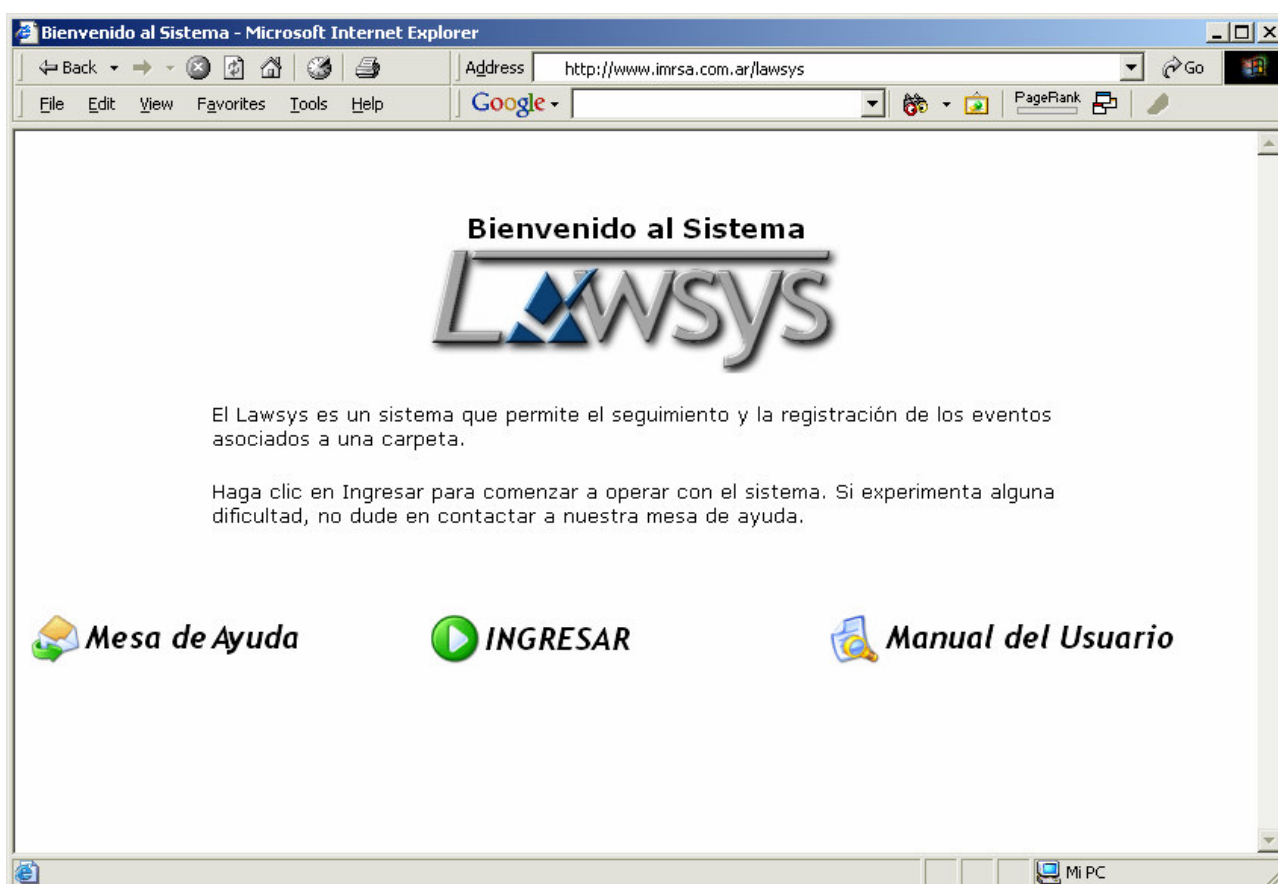 Bienvenido al Sistema - Microsoft Internet Explorer
Back Address http://www.imrsa.com.ar/lawsys Go
File Edit View Favorites Tools Help Google PageRank
Bienvenido al Sistema
Lawsys
El Lawsys es un sistema que permite el seguimiento y la registración de los eventos
asociados a una carpeta.
Haga clic en Ingresar para comenzar a operar con el sistema. Si experimenta alguna
dificultad, no dude en contactar a nuestra mesa de ayuda.
Mesa de Ayuda INGRESAR Manual del Usuario
Mi PC